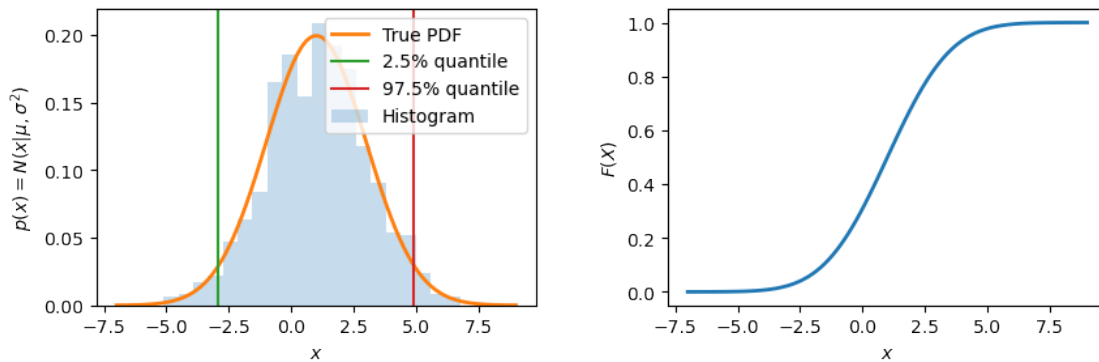 0.20
0.15
0.10
0.05
0.00
p(x) = N(x|μ, σ²)
True PDF
2.5% quantile
97.5% quantile
Histogram
−7.5 −5.0 −2.5 0.0 2.5 5.0 7.5
x
1.0
0.8
0.6
0.4
0.2
0.0
F(X)
−7.5 −5.0 −2.5 0.0 2.5 5.0 7.5
x